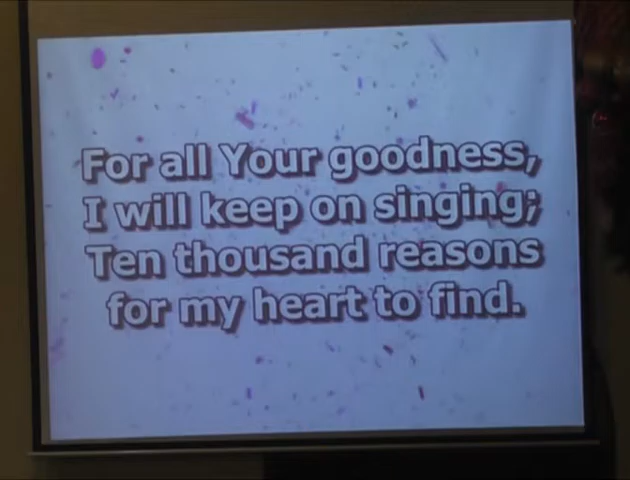 For all Your goodness,
I will keep on singing;
Ten thousand reasons
for my heart to find.